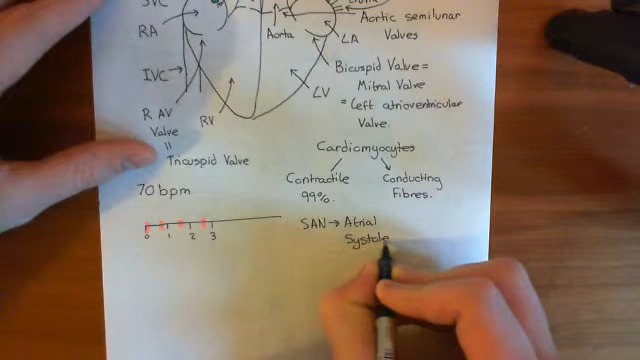 SVC
RA
IVC
R AV
Valve
=
Tricuspid Valve
RV
Aorta
LA
LV
Aortic semilunar
Valves
Bicuspid Valve =
Mitral Valve
= Left atrioventricular
Valve.
Cardiomyocytes
Contractile
99%.
Conducting
Fibres.
70 bpm
0 1 2 3
SAN → Atrial
Systole